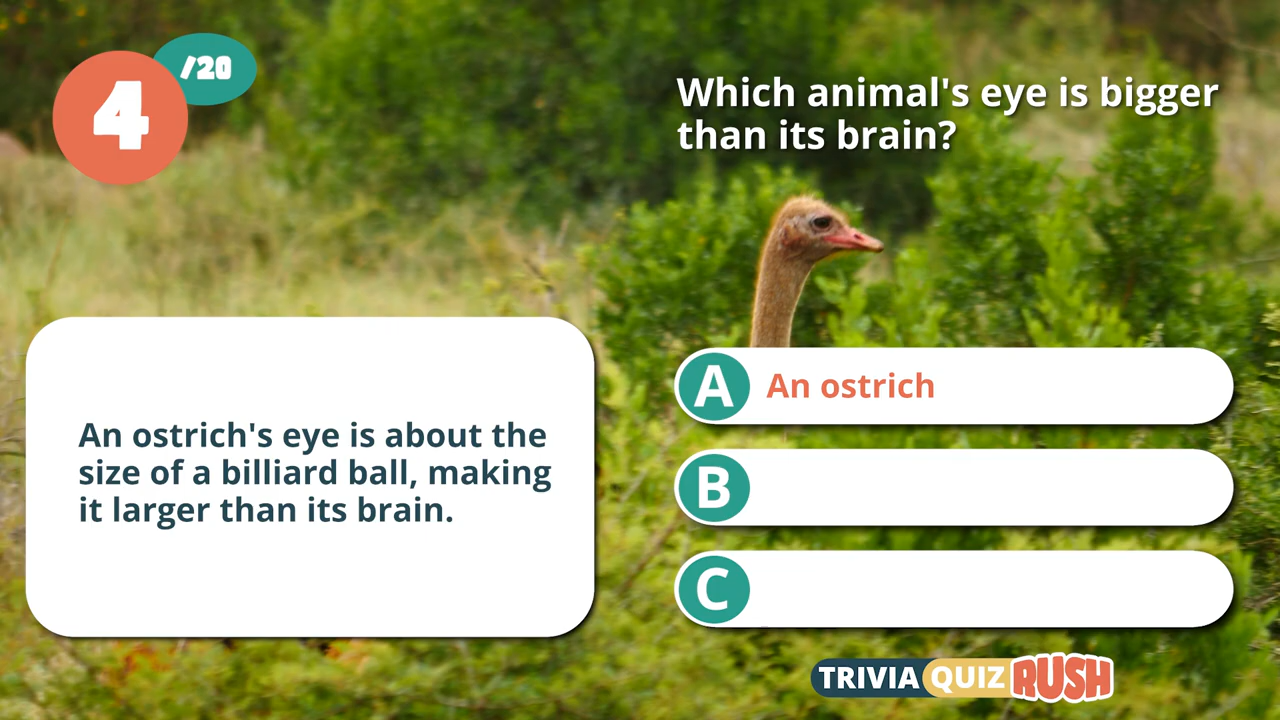 4
/20
Which animal's eye is bigger
than its brain?
An ostrich's eye is about the
size of a billiard ball, making
it larger than its brain.
A An ostrich
B
C
TRIVIA QUIZ RUSH